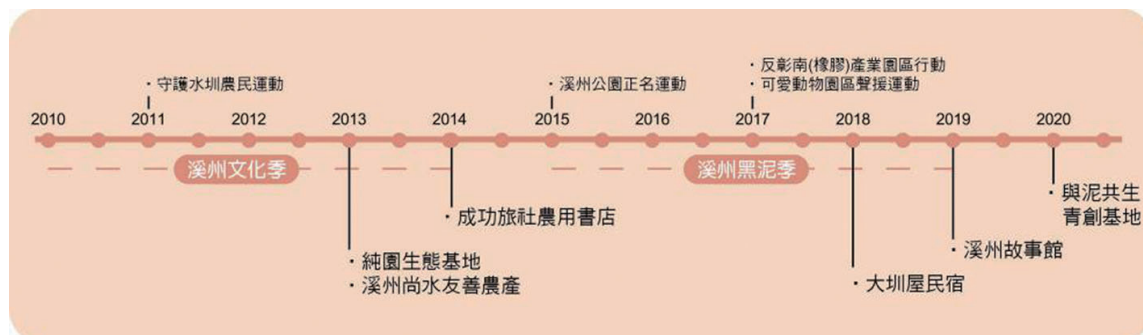 ・守護水圳農民運動
・溪州公園正名運動
・反彰南(橡膠)產業園區行動
・可愛動物園區聲援運動
2010 2011 2012 2013 2014 2015 2016 2017 2018 2019 2020
溪州文化季
溪州黑泥季
・成功旅社農用書店
・純園生態基地
・溪州尚水友善農產
・大圳屋民宿
・溪州故事館
・與泥共生
青創基地